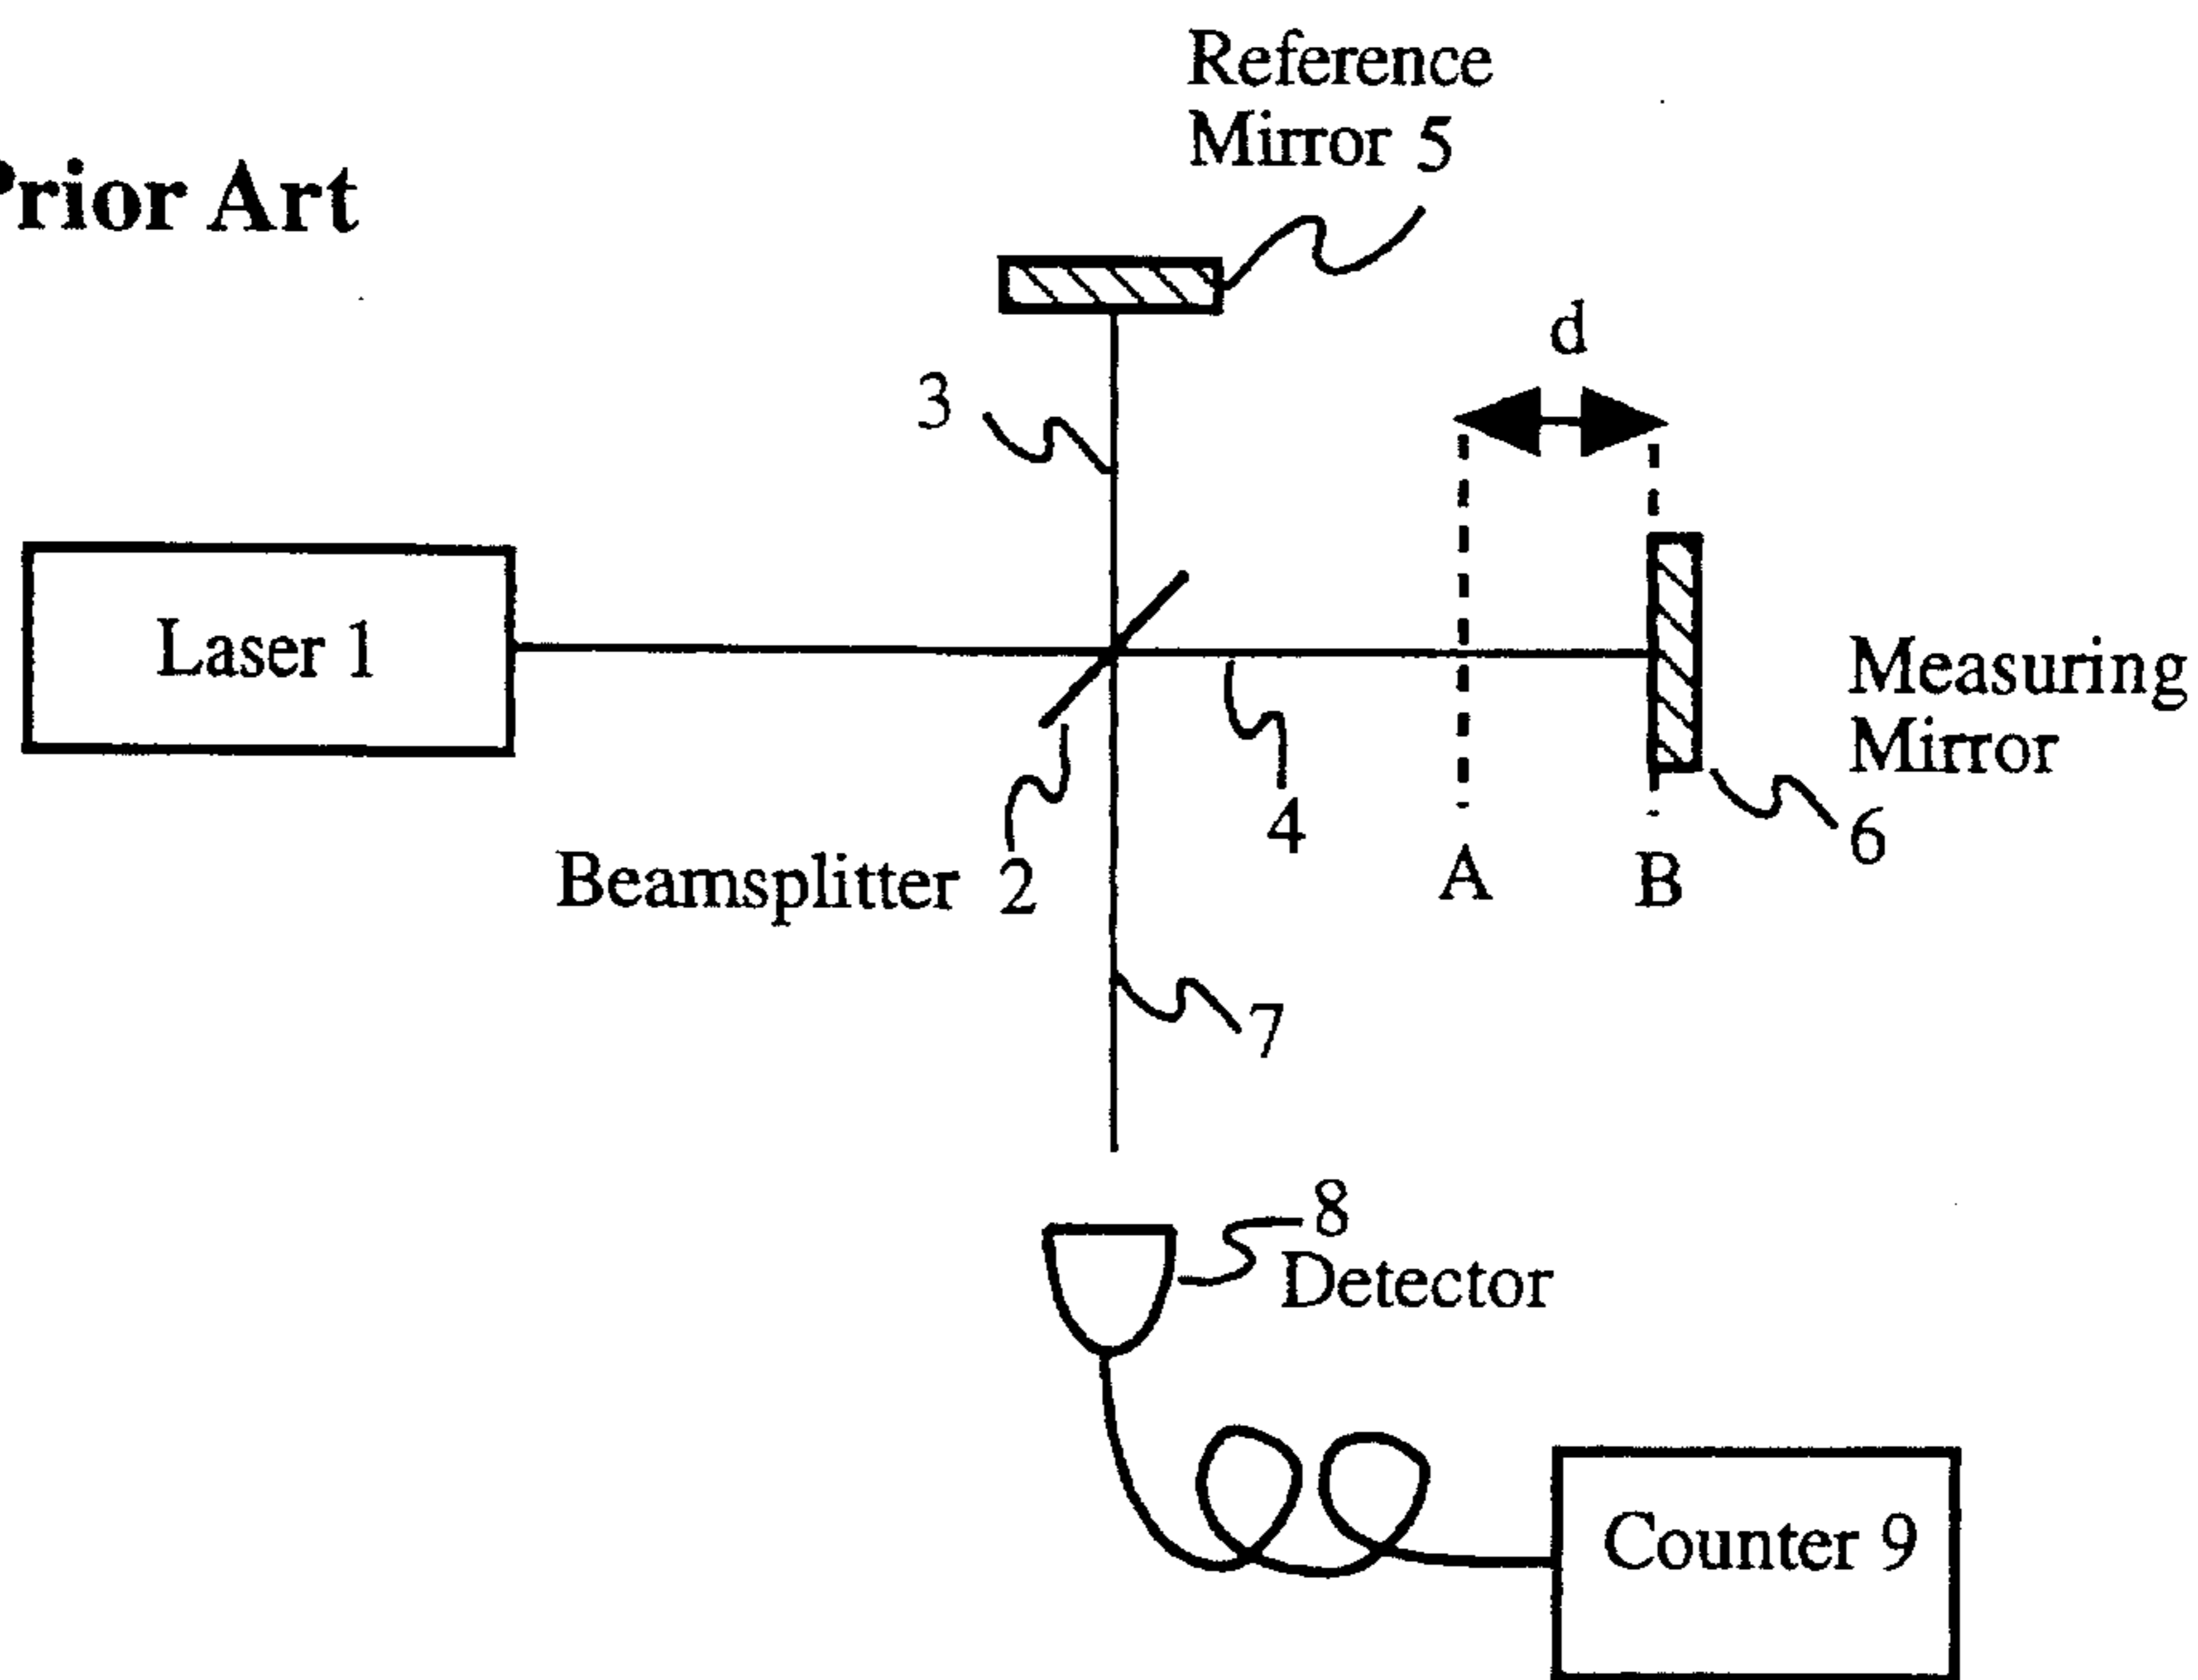 Prior Art
Reference
Mirror 5
d
3
Laser 1
Measuring
Mirror
4
6
Beamsplitter 2
A
B
7
8
Detector
Counter 9